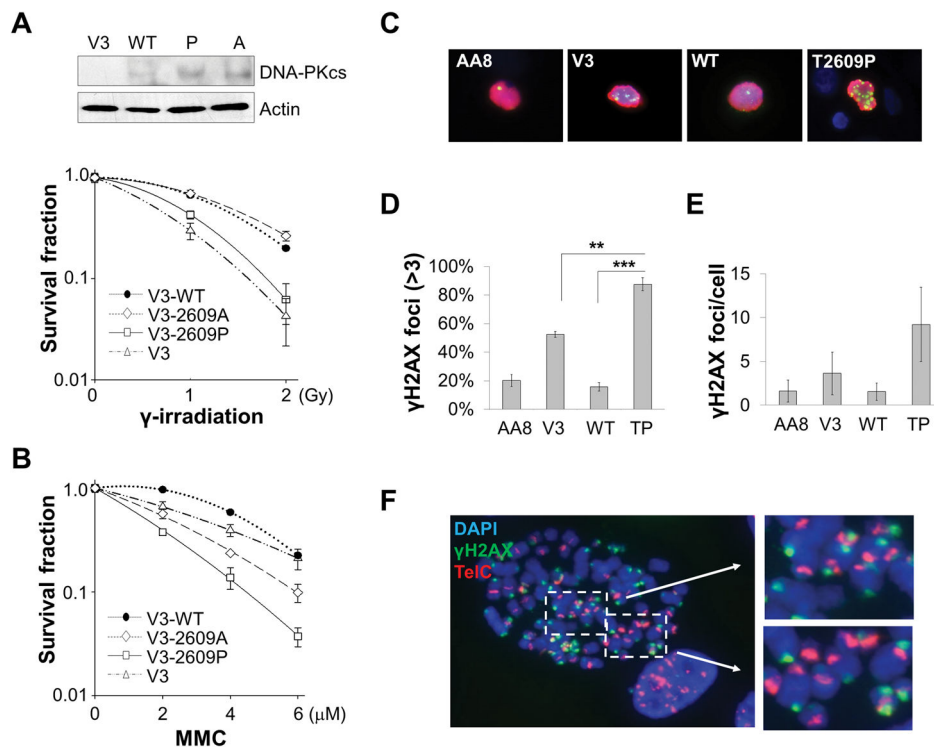 A
V3 WT P A
DNA-PKcs
Actin
Survival fraction
1.0
0.1
0.01
V3-WT
V3-2609A
V3-2609P
V3
0 1 2 (Gy)
γ-irradiation
B
Survival fraction
1.0
0.1
0.01
V3-WT
V3-2609A
V3-2609P
V3
0 2 4 6 (μM)
MMC
C
AA8 V3 WT T2609P
D
γH2AX foci (>3)
100%
80%
60%
40%
20%
0%
**
***
AA8 V3 WT TP
E
γH2AX foci/cell
15
10
5
0
AA8 V3 WT TP
F
DAPI
γH2AX
TelC